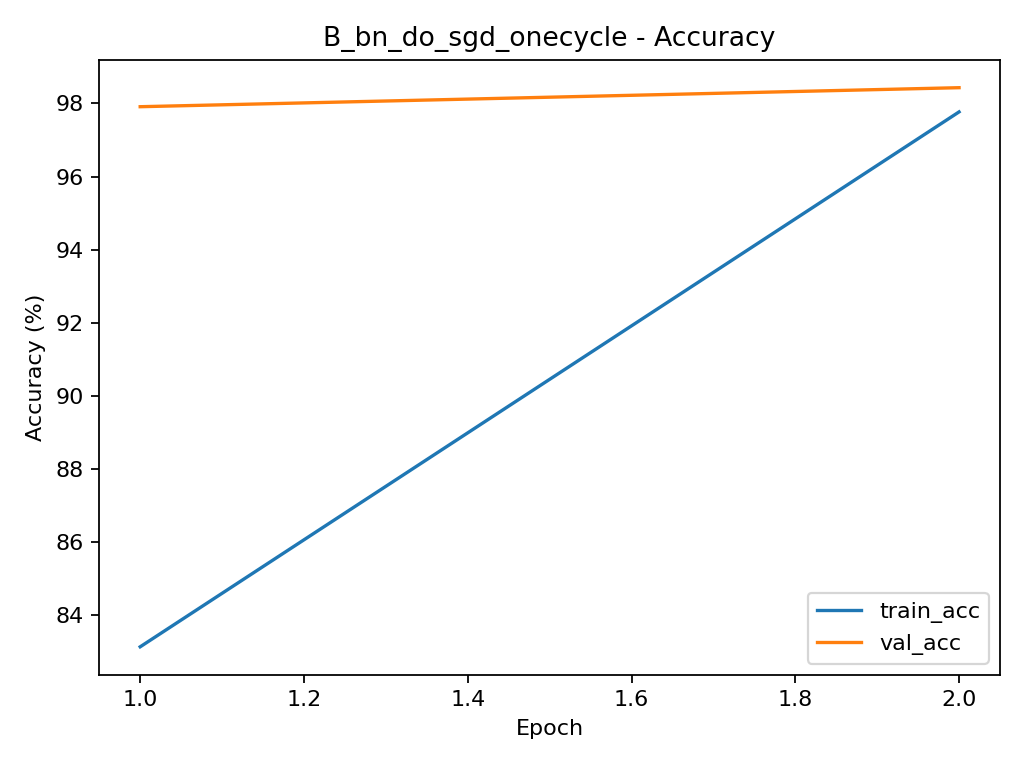 B_bn_do_sgd_onecycle - Accuracy
98
96
94
92
90
88
86
84
Accuracy (%)
train_acc
val_acc
1.0 1.2 1.4 1.6 1.8 2.0
Epoch